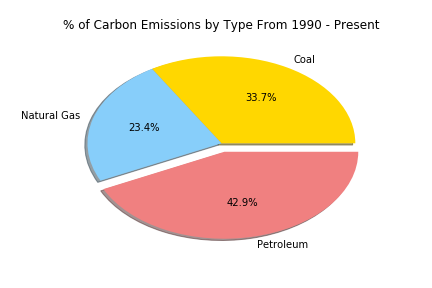 % of Carbon Emissions by Type From 1990 - Present
Coal
33.7%
Natural Gas
23.4%
42.9%
Petroleum